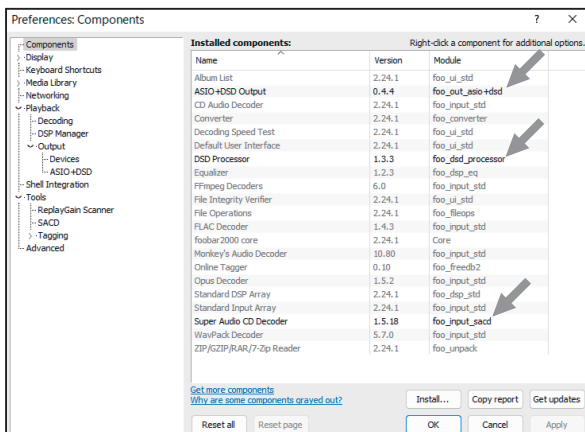 Preferences: Components ? ×
Components
Display
Keyboard Shortcuts
Media Library
Networking
Playback
Decoding
DSP Manager
Output
Devices
ASIO+DSD
Shell Integration
Tools
ReplayGain Scanner
SACD
Tagging
Advanced
Installed components: Right-click a component for additional options.
Name Version Module
Album List 2.24.1 foo_ui_std
ASIO+DSD Output 0.4.4 foo_out_asio+dsd
CD Audio Decoder 2.24.1 foo_input_std
Converter 2.24.1 foo_converter
Decoding Speed Test 2.24.1 foo_ui_std
Default User Interface 2.24.1 foo_ui_std
DSD Processor 1.3.3 foo_dsd_processor
Equalizer 1.2.3 foo_dsp_eq
FFmpeg Decoders 6.0 foo_input_std
File Integrity Verifier 2.24.1 foo_ui_std
File Operations 2.24.1 foo_fileops
FLAC Decoder 1.4.3 foo_input_std
foobar2000 core 2.24.1 Core
Monkey's Audio Decoder 10.80 foo_input_std
Online Tagger 0.10 foo_freedb2
Opus Decoder 1.5.2 foo_input_std
Standard DSP Array 2.24.1 foo_dsp_std
Standard Input Array 2.24.1 foo_input_std
Super Audio CD Decoder 1.5.18 foo_input_sacd
WavPack Decoder 5.7.0 foo_input_std
ZIP/GZIP/RAR/7-Zip Reader 2.24.1 foo_unpack
Get more components
Why are some components grayed out?
Install... Copy report Get updates
Reset all Reset page OK Cancel Apply